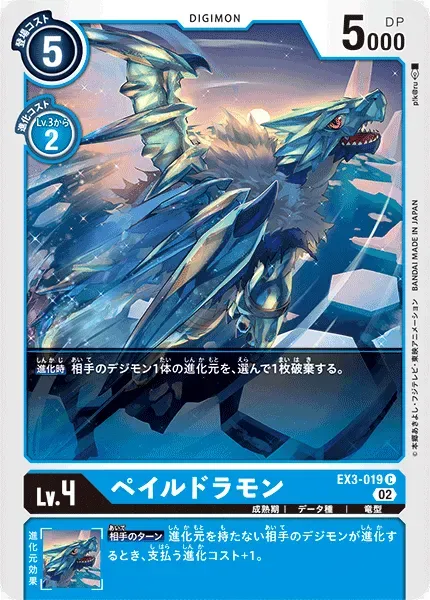 DIGIMON
登場コスト
5
DP
5000
進化コスト
Lv.3から
2
plk@ru
©本郷あきよし・フジテレビ・東映アニメーション BANDAI MADE IN JAPAN
進化時 相手のデジモン1体の進化元を、選んで1枚破棄する。
EX3-019 C
02
Lv.4
ペイルドラモン
成熟期 | データ種 | 竜型
進化元効果
相手のターン 進化元を持たない相手のデジモンが進化す
るとき、支払う進化コスト+1。